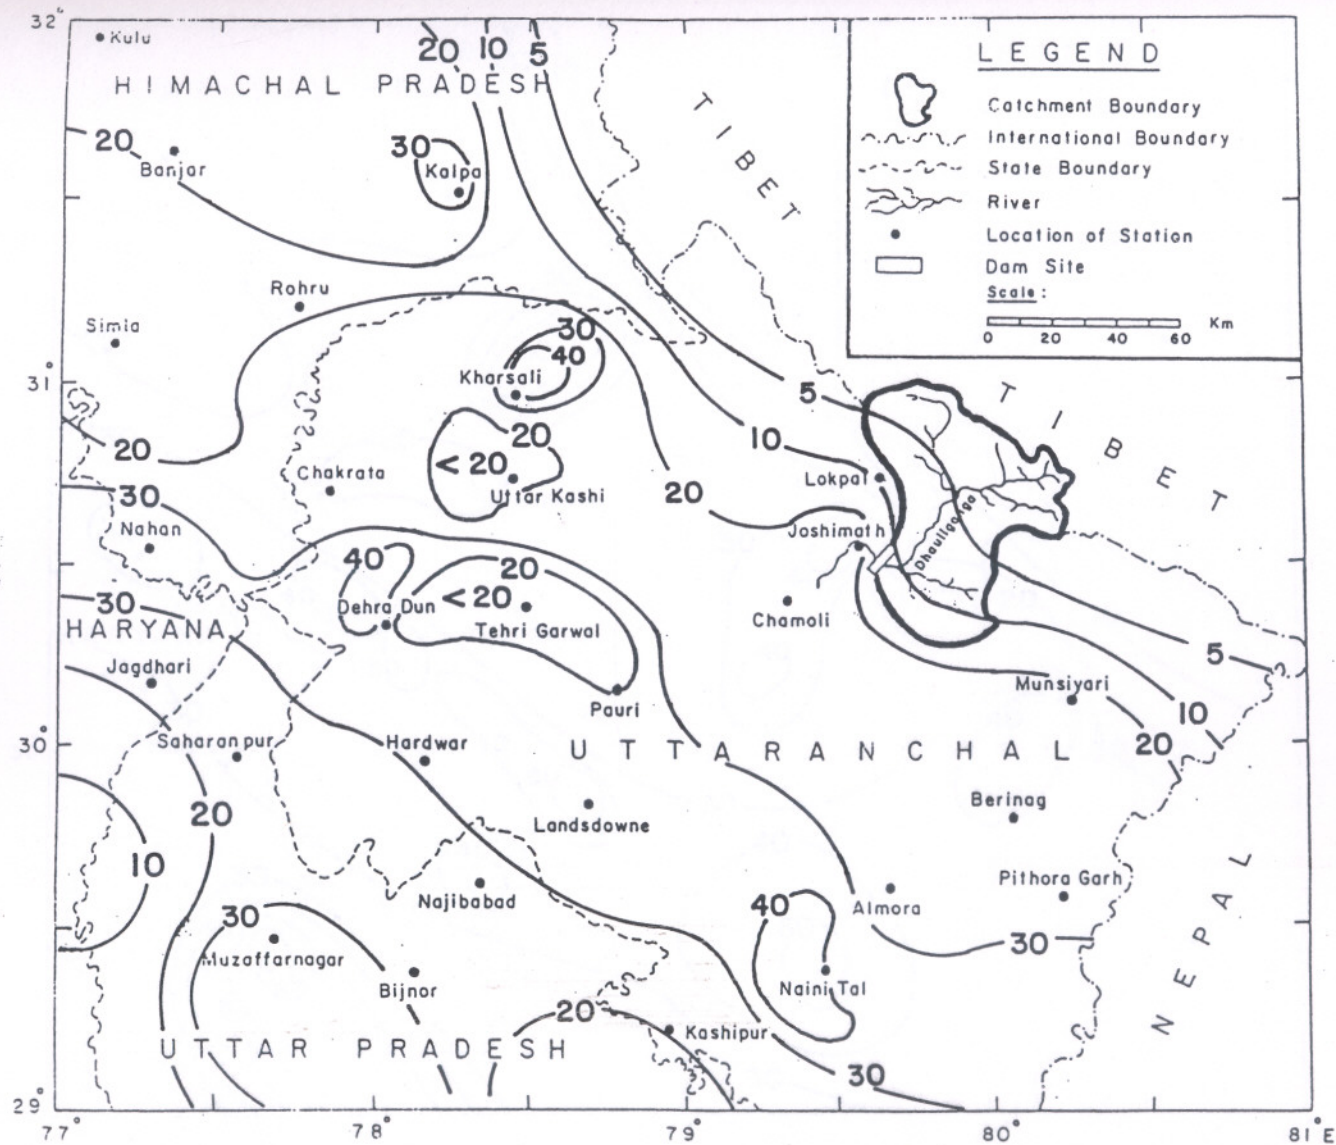 32°
20 10 5
Kulu
HIMACHAL PRADESH
20
Banjar
30
Kalpa
TIBET
LEGEND
Catchment Boundary
International Boundary
State Boundary
River
Location of Station
Dam Site
Scale :
0 20 40 60 Km
Rohru
Simla
30
40
Kharsali
31°
5
TIBET
20
20
10
< 20
Uttar Kashi
Chakrata
20
Lokpal
30
Nahan
Joshimath
Dhauliganga
40
20
< 20
Dehra Dun
Tehri Garwal
30
HARYANA
Chamoli
Jagdhari
5
Munsiyari
Pauri
10
30°
Saharanpur
Hardwar
UTTARANCHAL
20
20
Landsdowne
Berinag
10
Najibabad
Pithora Garh
NEPAL
30
40
Almora
30
Muzaffarnagar
Bijnor
Naini Tal
20
Kashipur
UTTAR PRADESH
30
29°
77° 78° 79° 80° 81° E